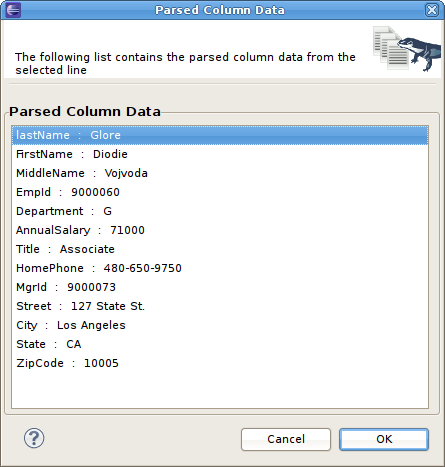 Parsed Column Data
The following list contains the parsed column data from the
selected line
Parsed Column Data
lastName : Glore
FirstName : Diodie
MiddleName : Vojvoda
EmpId : 9000060
Department : G
AnnualSalary : 71000
Title : Associate
HomePhone : 480-650-9750
MgrId : 9000073
Street : 127 State St.
City : Los Angeles
State : CA
ZipCode : 10005
?
Cancel OK